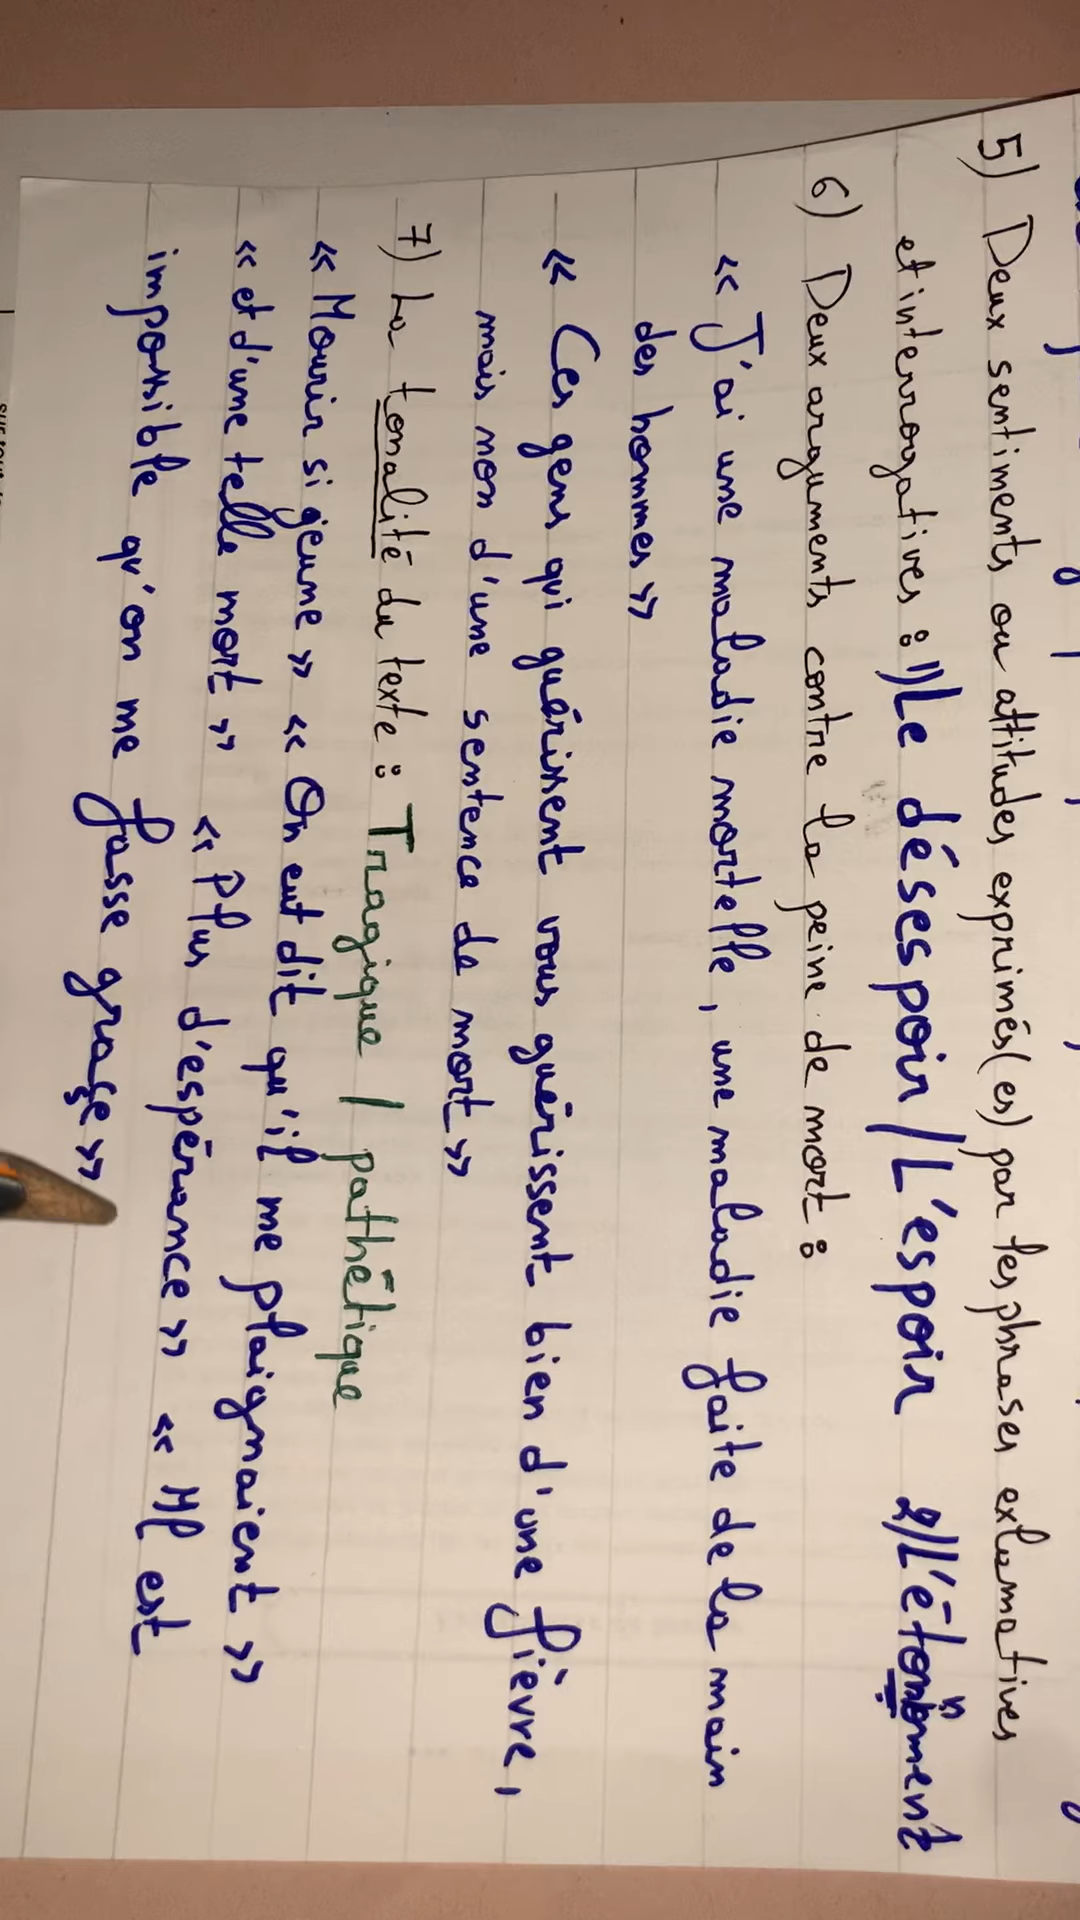 5) Deux sentiments ou attitudes exprimés(es) par les phrases exlamatives
et interrogatives : 1)Le désespoir / L'espoir 2)L'étonnment
6) Deux arguments contre la peine de mort :
« J'ai une maladie mortelle, une maladie faite de la main
des hommes »
« Ces gens qui guérissent vous guérissent bien d'une fièvre,
mais non d'une sentence de mort »
7) La tonalité du texte : Tragique / pathétique
« Mourir si jeune » « On eut dit qu'il me plaignaient »
« et d'une telle mort » « Plus d'espérance » « Il est
impossible qu'on me fasse graçe »